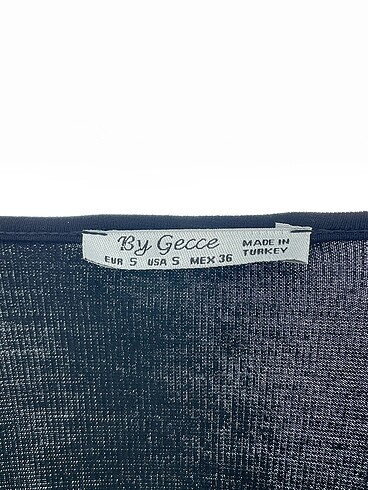 By Gecce
EUR S USA S MEX 36
MADE IN
TURKEY